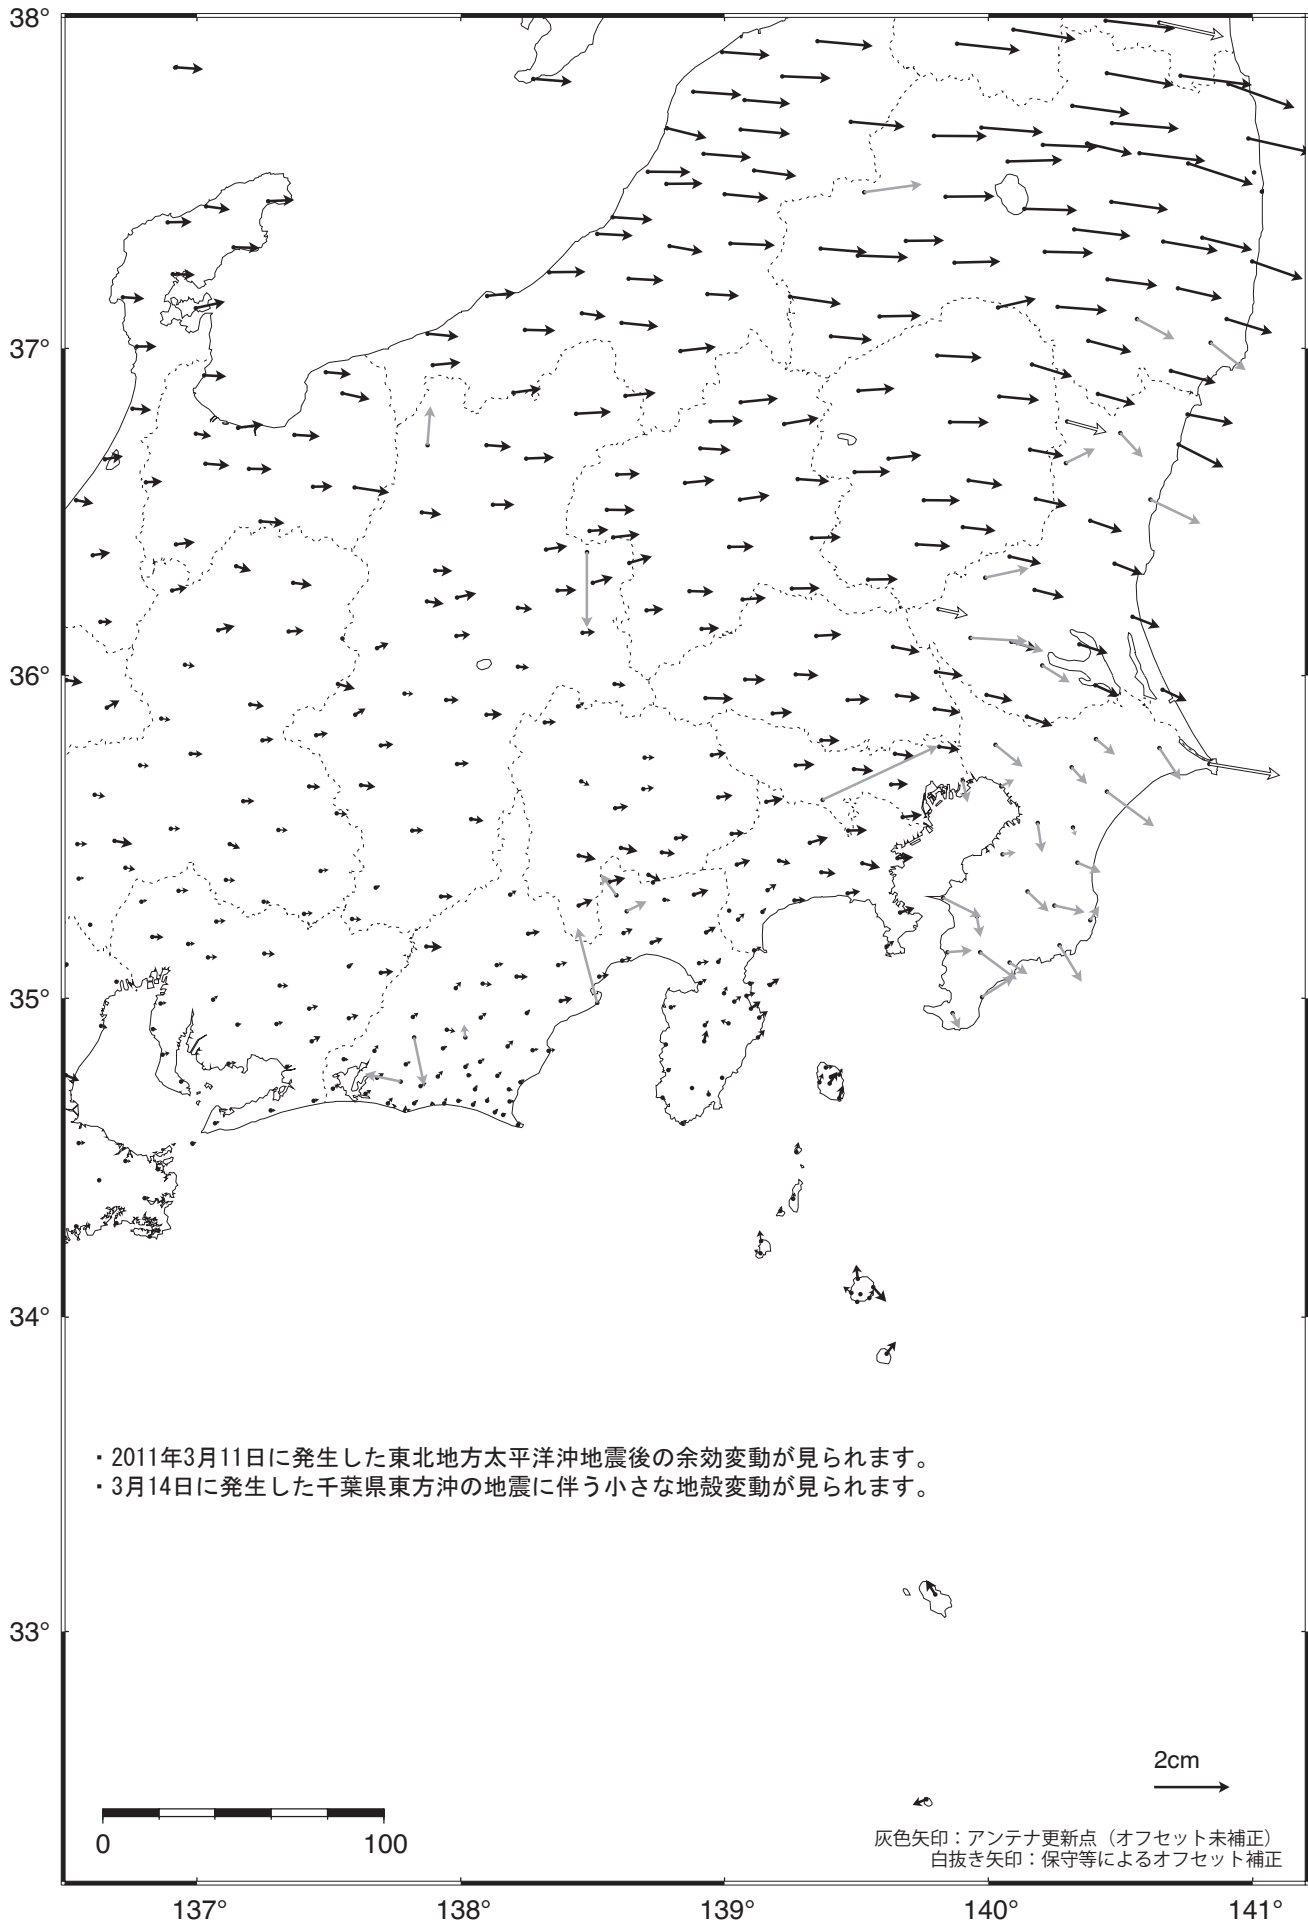 38°
37°
36°
35°
34°
・2011年3月11日に発生した東北地方太平洋沖地震後の余効変動が見られます。
・3月14日に発生した千葉県東方沖の地震に伴う小さな地殻変動が見られます。
33°
2cm
0 100
灰色矢印：アンテナ更新点（オフセット未補正）
白抜き矢印：保守等によるオフセット補正
137° 138° 139° 140° 141°